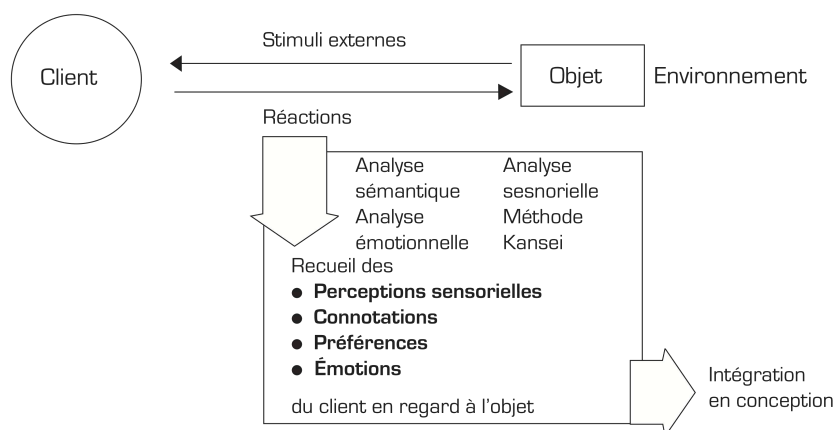 Stimuli externes
Client
Objet
Environnement
Réactions
Analyse
sémantique
Analyse
émotionnelle
Analyse
sesnorielle
Méthode
Kansei
Recueil des
● Perceptions sensorielles
● Connotations
● Préférences
● Émotions
du client en regard à l'objet
Intégration
en conception